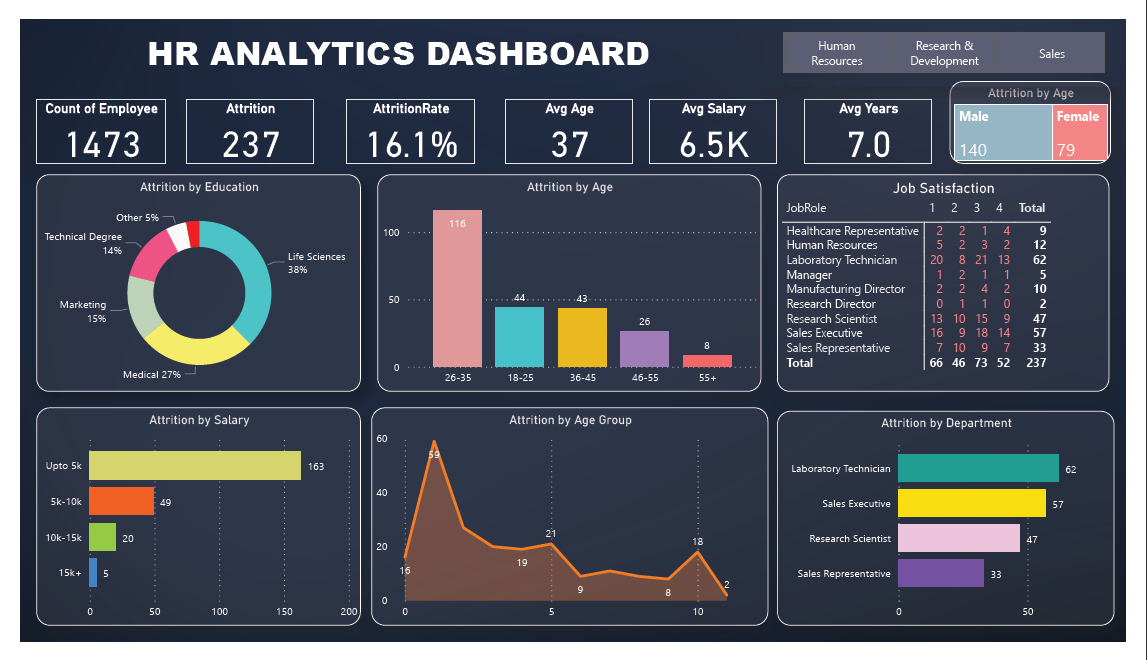 HR ANALYTICS DASHBOARD
Human
Resources
Research &
Development
Sales
Count of Employee
1473
Attrition
237
AttritionRate
16.1%
Avg Age
37
Avg Salary
6.5K
Avg Years
7.0
Attrition by Age
Male
140
Female
79
Attrition by Education
Other 5%
Technical Degree
14%
Life Sciences
38%
Marketing
15%
Medical 27%
Attrition by Age
100
50
0
116
44
43
26
8
26-35
18-25
36-45
46-55
55+
Job Satisfaction
JobRole 1 2 3 4 Total
Healthcare Representative 2 2 1 4 9
Human Resources 5 2 3 2 12
Laboratory Technician 20 8 21 13 62
Manager 1 2 1 1 5
Manufacturing Director 2 2 4 2 10
Research Director 0 1 1 0 2
Research Scientist 13 10 15 9 47
Sales Executive 16 9 18 14 57
Sales Representative 7 10 9 7 33
Total 66 46 73 52 237
Attrition by Salary
Upto 5k 163
5k-10k 49
10k-15k 20
15k+ 5
0 50 100 150 200
Attrition by Age Group
60
40
20
0
16
59
19
21
9
8
18
2
0 5 10
Attrition by Department
Laboratory Technician 62
Sales Executive 57
Research Scientist 47
Sales Representative 33
0 50